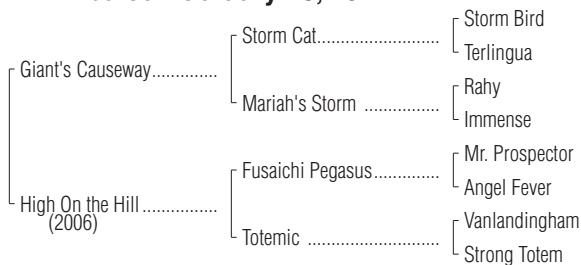 Storm Bird
Storm Cat..............................
Terlingua
Giant's Causeway................
Rahy
Mariah's Storm ..................
Immense
Mr. Prospector
Fusaichi Pegasus................
Angel Fever
High On the Hill ..................
(2006)
Vanlandingham
Totemic ................................
Strong Totem